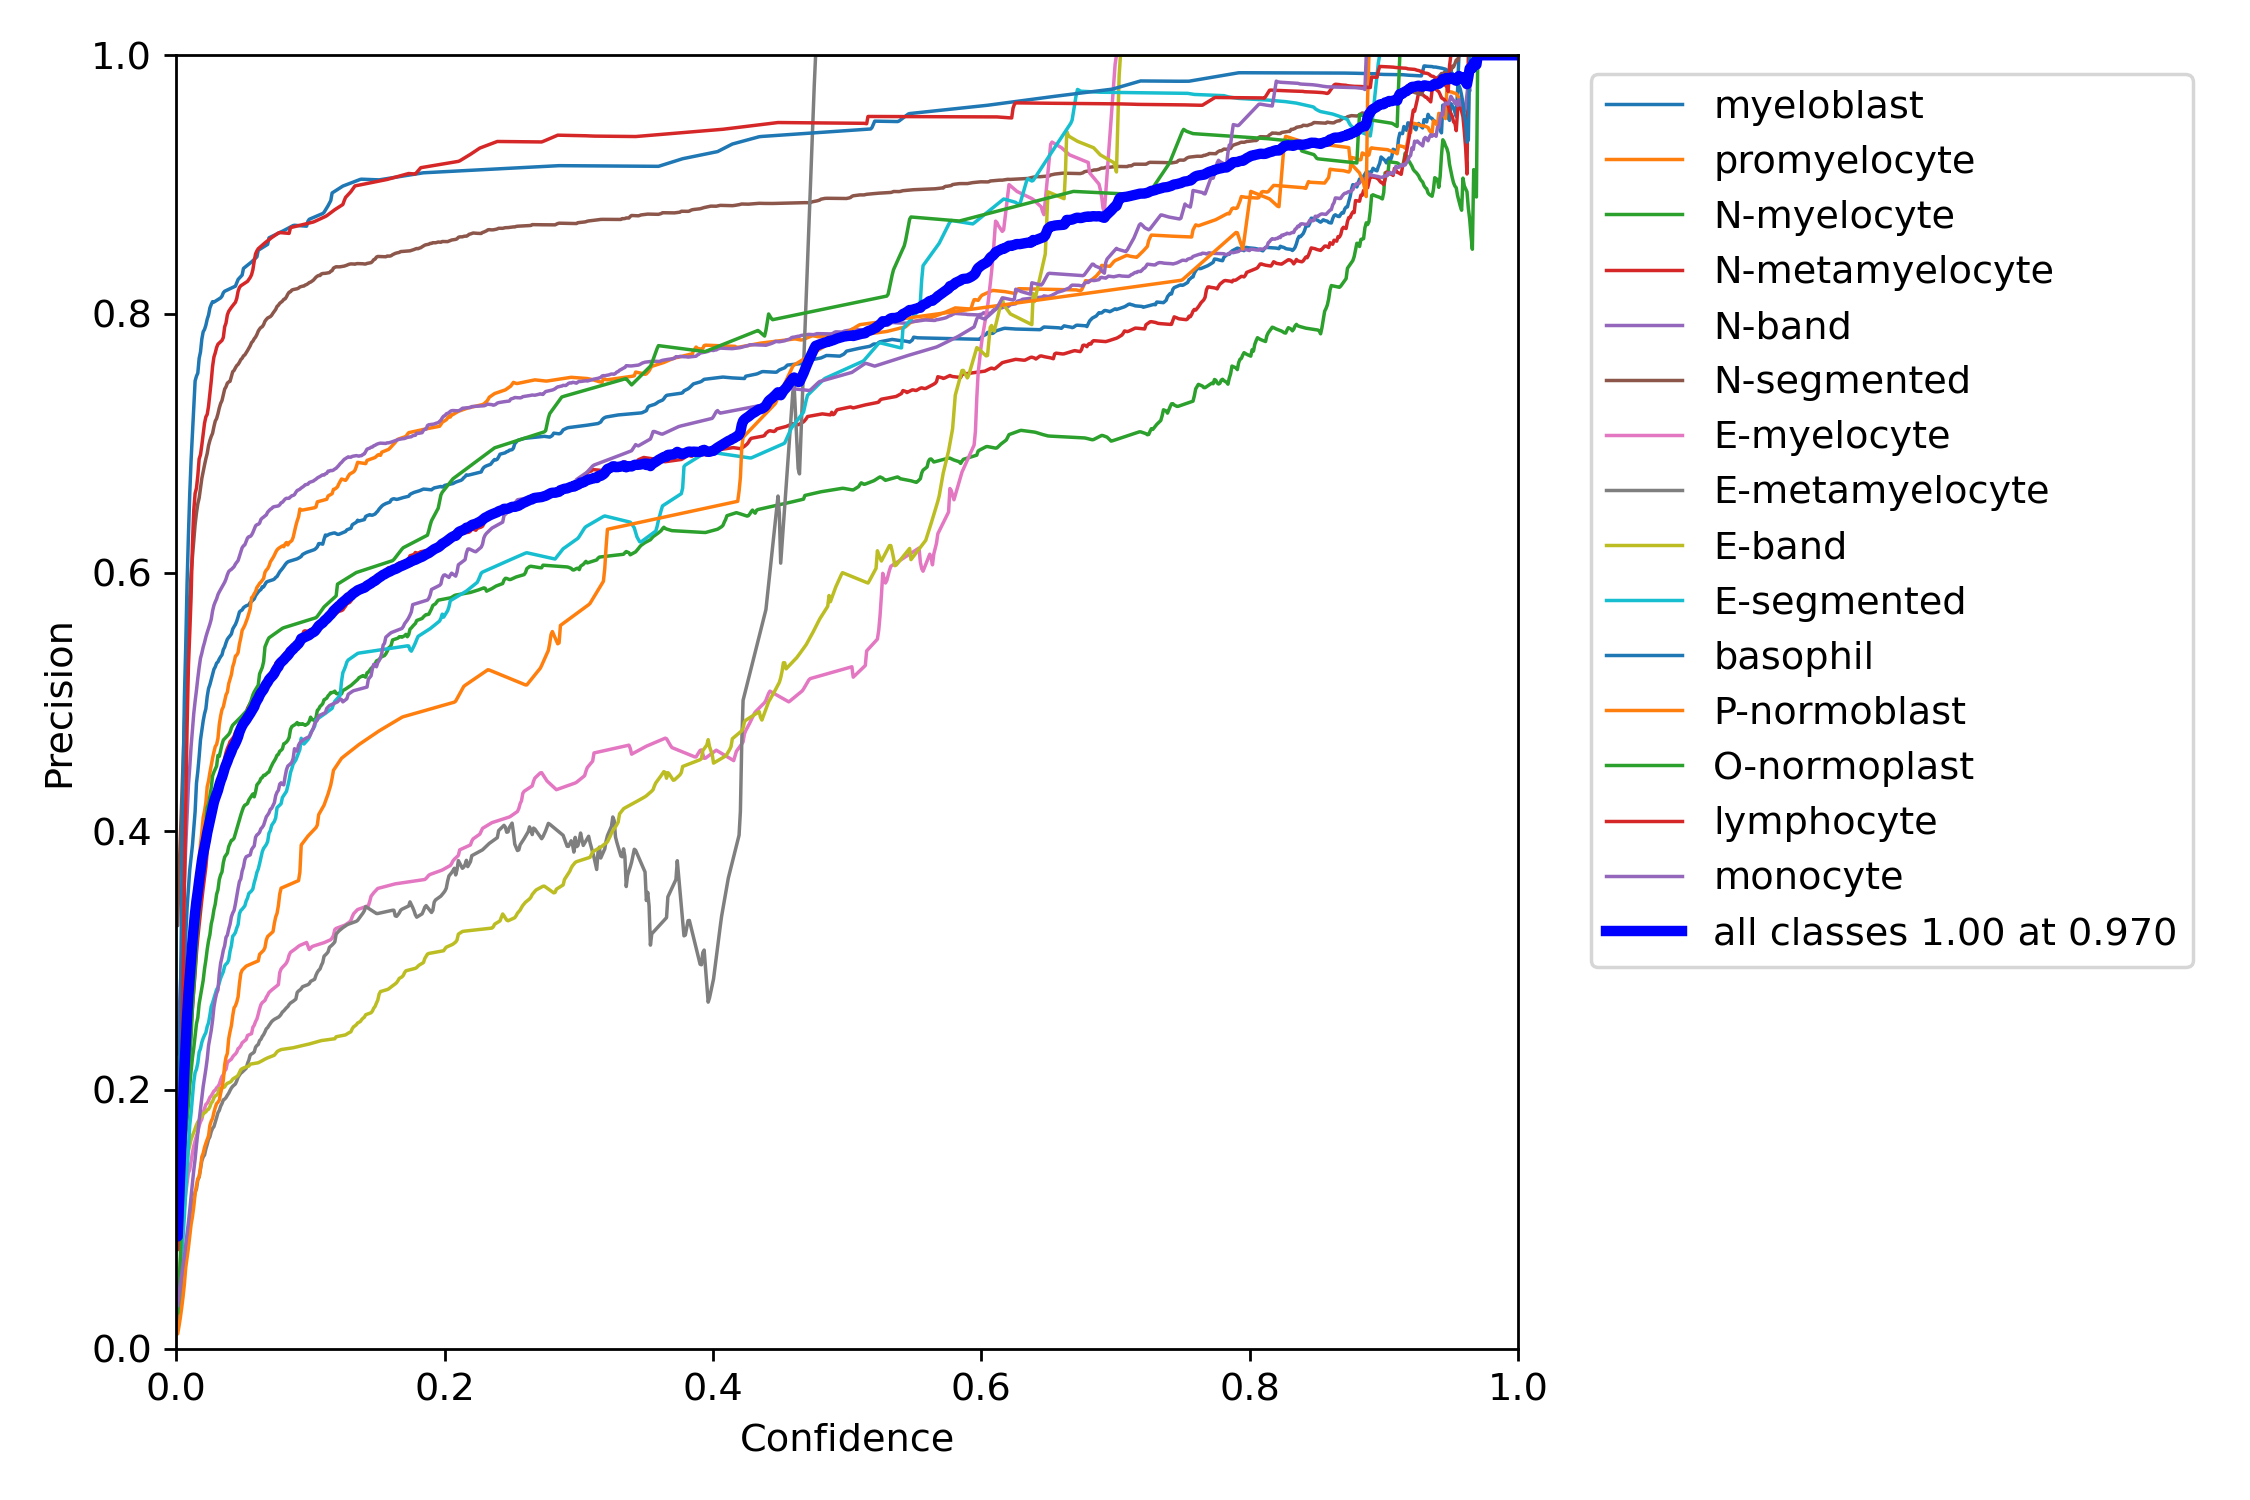 1.0
0.8
0.6
0.4
0.2
0.0
Precision
0.0 0.2 0.4 0.6 0.8 1.0
Confidence
myeloblast
promyelocyte
N-myelocyte
N-metamyelocyte
N-band
N-segmented
E-myelocyte
E-metamyelocyte
E-band
E-segmented
basophil
P-normoblast
O-normoplast
lymphocyte
monocyte
all classes 1.00 at 0.970